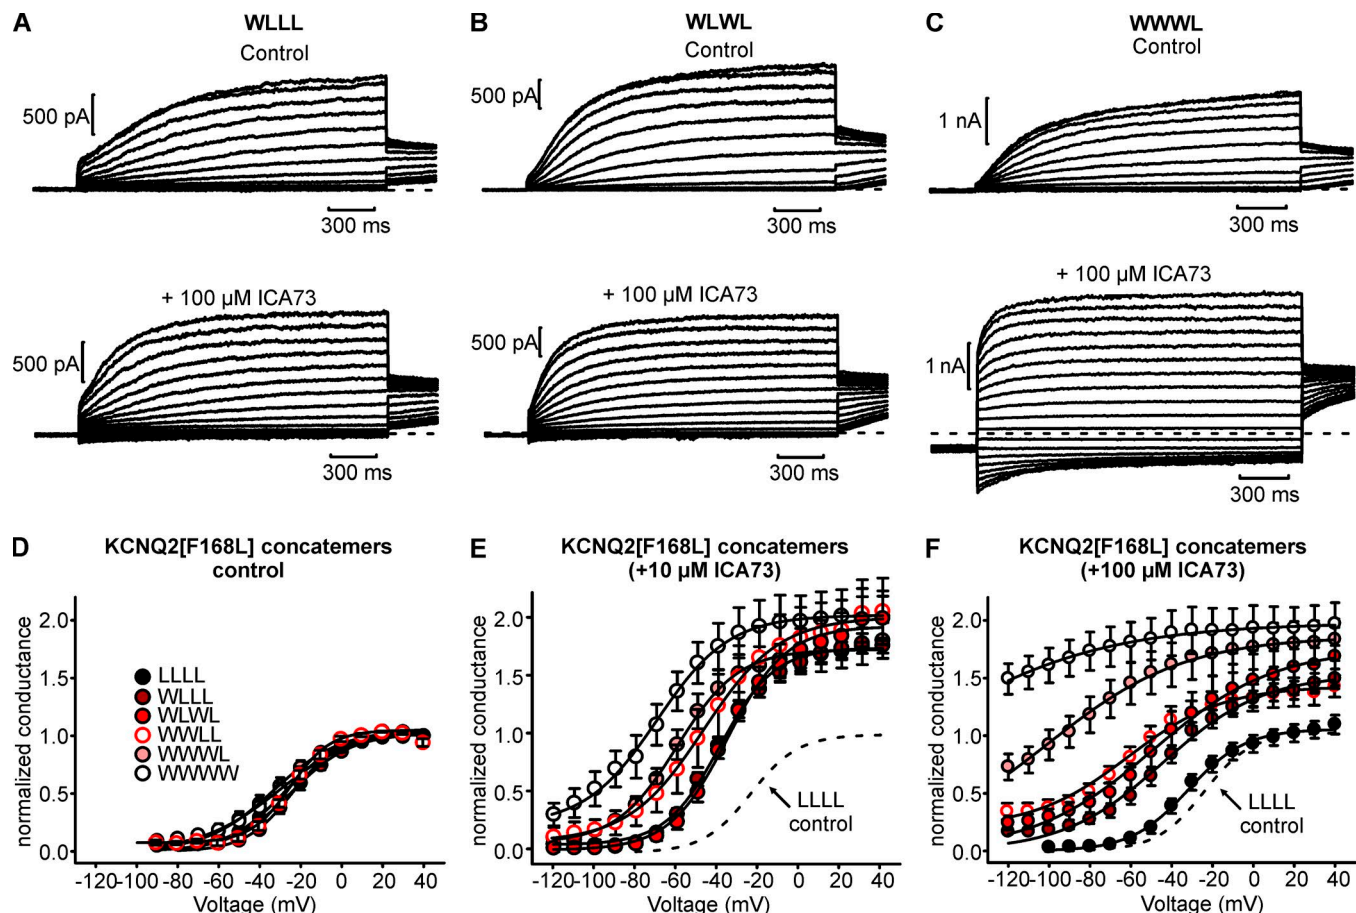 A
WLLL
Control
500 pA
300 ms
+ 100 µM ICA73
500 pA
300 ms
B
WLWL
Control
500 pA
300 ms
+ 100 µM ICA73
500 pA
300 ms
C
WWWL
Control
1 nA
300 ms
+ 100 µM ICA73
1 nA
300 ms
D
KCNQ2[F168L] concatemers
control
normalized conductance
2.0
1.5
1.0
0.5
0.0
LLLL
WLLL
WLWL
WWLL
WWWL
WWWWW
-120 -100 -80 -60 -40 -20 0 20 40
Voltage (mV)
E
KCNQ2[F168L] concatemers
(+10 µM ICA73)
normalized conductance
2.0
1.5
1.0
0.5
0.0
LLLL
control
-120 -100 -80 -60 -40 -20 0 20 40
Voltage (mV)
F
KCNQ2[F168L] concatemers
(+100 µM ICA73)
normalized conductance
2.0
1.5
1.0
0.5
0.0
LLLL
control
-120 -100 -80 -60 -40 -20 0 20 40
Voltage (mV)